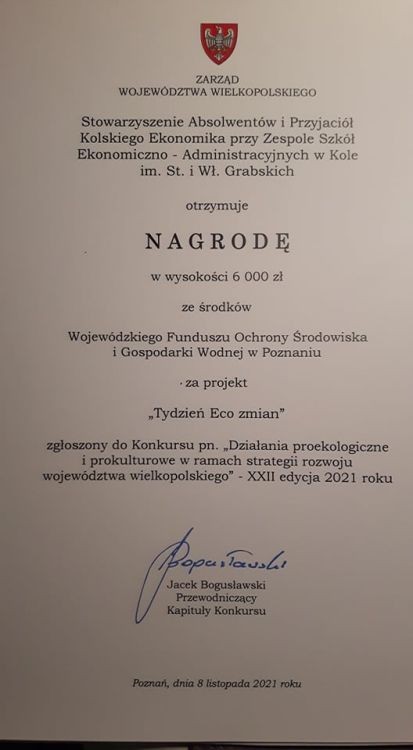 ZARZĄD
WOJEWÓDZTWA WIELKOPOLSKIEGO
Stowarzyszenie Absolwentów i Przyjaciół
Kolskiego Ekonomika przy Zespole Szkół
Ekonomiczno - Administracyjnych w Kole
im. St. i Wł. Grabskich
otrzymuje
NAGRODĘ
w wysokości 6 000 zł
ze środków
Wojewódzkiego Funduszu Ochrony Środowiska
i Gospodarki Wodnej w Poznaniu
za projekt
„Tydzień Eco zmian”
zgłoszony do Konkursu pn. „Działania proekologiczne
i prokulturowe w ramach strategii rozwoju
województwa wielkopolskiego” - XXII edycja 2021 roku
Bogusławski
Jacek Bogusławski
Przewodniczący
Kapituły Konkursu
Poznań, dnia 8 listopada 2021 roku